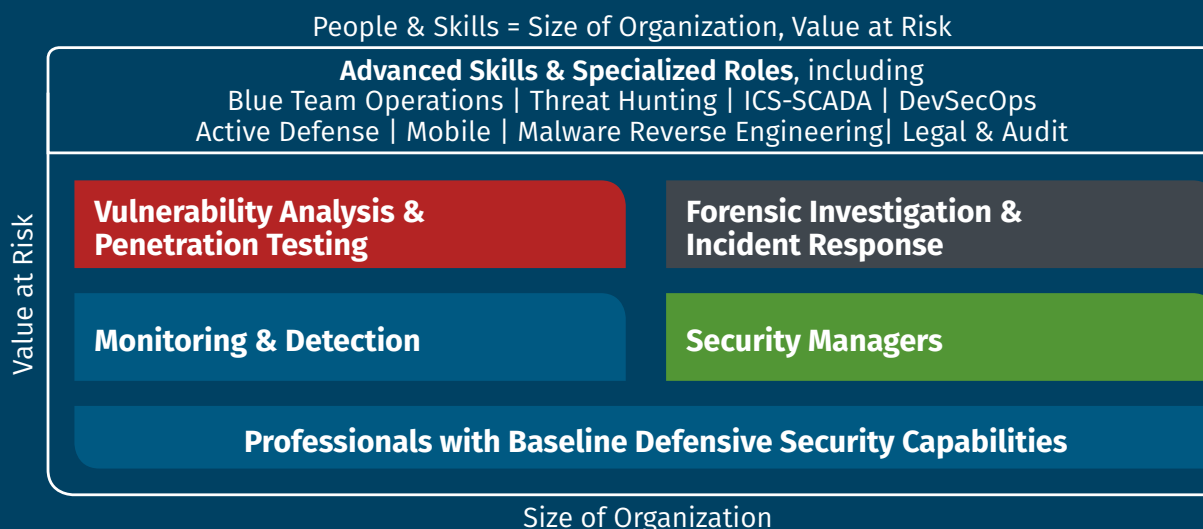 People & Skills = Size of Organization, Value at Risk
Advanced Skills & Specialized Roles, including
Blue Team Operations | Threat Hunting | ICS-SCADA | DevSecOps
Active Defense | Mobile | Malware Reverse Engineering| Legal & Audit
Value at Risk
Vulnerability Analysis &
Penetration Testing
Forensic Investigation &
Incident Response
Monitoring & Detection
Security Managers
Professionals with Baseline Defensive Security Capabilities
Size of Organization